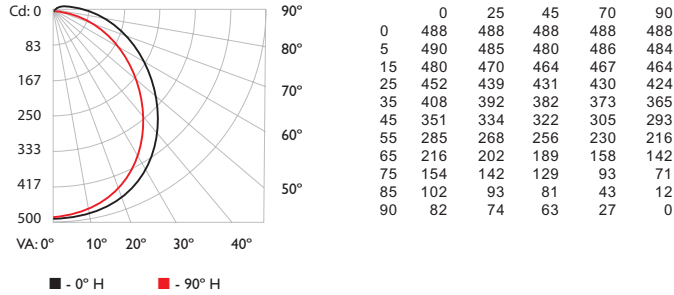 Cd: 0
83
167
250
333
417
500
90°
80°
70°
60°
50°
VA: 0° 10° 20° 30° 40°
■ - 0° H ■ - 90° H
0 25 45 70 90
0 488 488 488 488 488
5 490 485 480 486 484
15 480 470 464 467 464
25 452 439 431 430 424
35 408 392 382 373 365
45 351 334 322 305 293
55 285 268 256 230 216
65 216 202 189 158 142
75 154 142 129 93 71
85 102 93 81 43 12
90 82 74 63 27 0